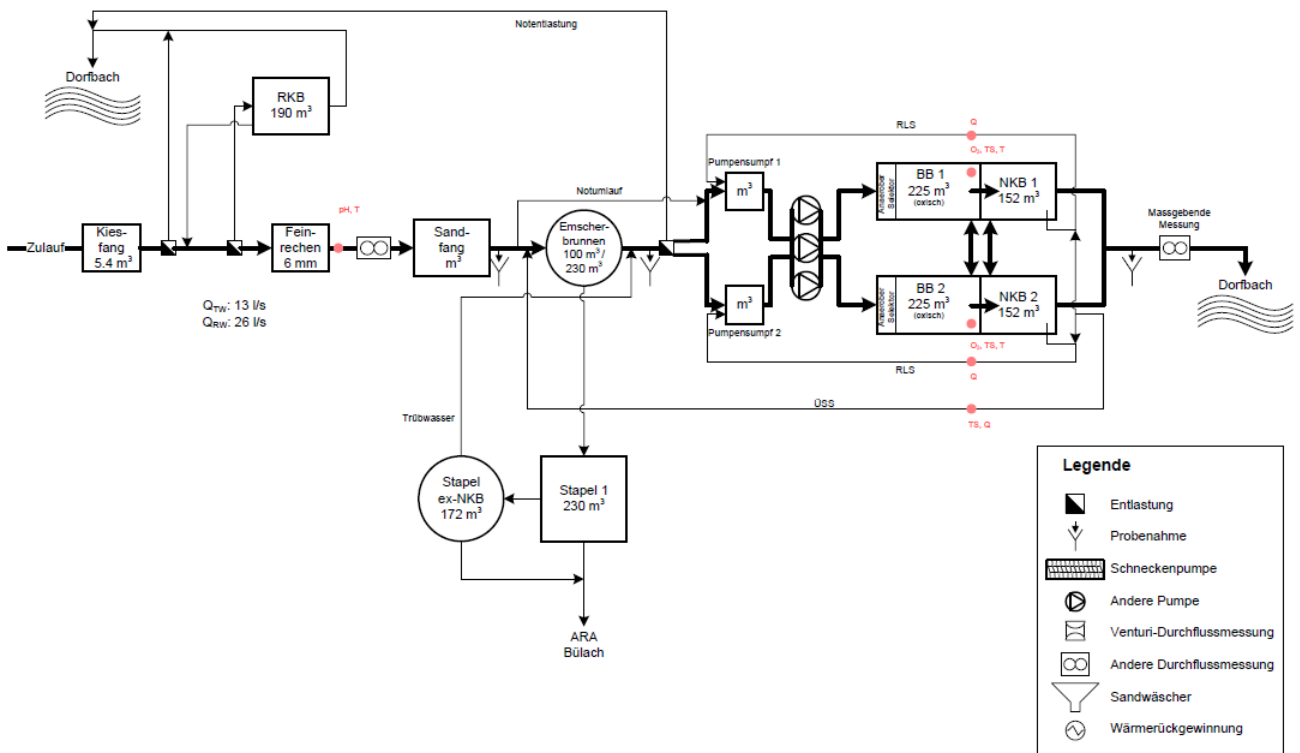 Notentlastung
Dorfbach
RKB
190 m³
RLS
Q
O₂, TS, T
Pumpensumpf 1
m³
Anaerober
Selektor
BB 1
225 m³
(oxisch)
NKB 1
152 m³
Notumlauf
pH, T
Zulauf
Kies-
fang
5.4 m³
Fein-
rechen
6 mm
Sand-
fang
m³
Emscher-
brunnen
100 m³/
230 m³
Massgebende
Messung
Dorfbach
Q_TW: 13 l/s
Q_RW: 26 l/s
m³
Pumpensumpf 2
Anaerober
Selektor
BB 2
225 m³
(oxisch)
NKB 2
152 m³
O₂, TS, T
RLS
Q
ÜSS
TS, Q
Trübwasser
Stapel
ex-NKB
172 m³
Stapel 1
230 m³
ARA
Bülach
Legende
Entlastung
Probenahme
Schneckenpumpe
Andere Pumpe
Venturi-Durchflussmessung
Andere Durchflussmessung
Sandwäscher
Wärmerückgewinnung